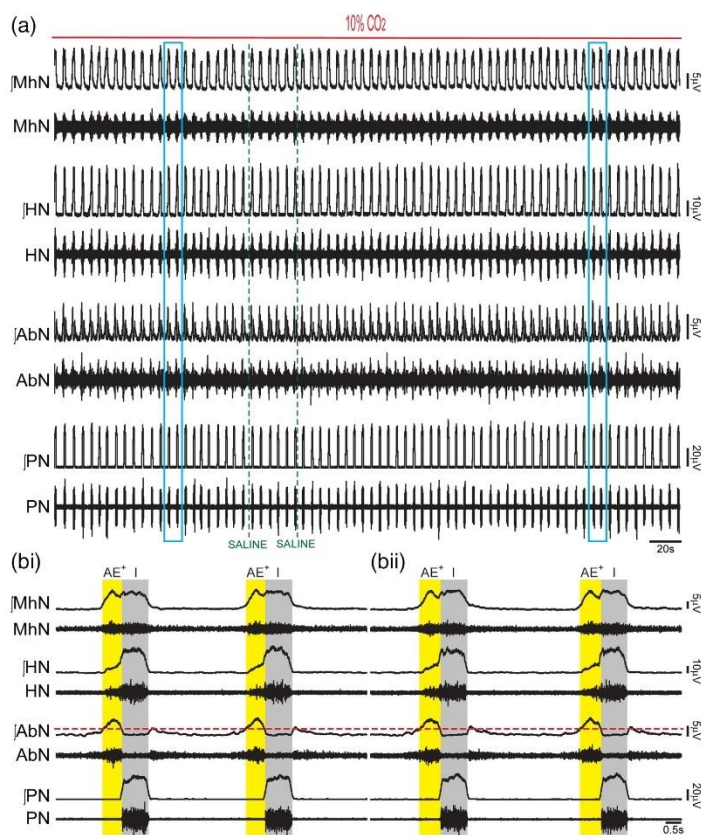 (a)
10% CO₂
∫MhN
5µV
MhN
∫HN
10µV
HN
∫AbN
5µV
AbN
∫PN
20µV
PN
SALINE SALINE
20s
(bi) (bii)
AE⁺ I AE⁺ I AE⁺ I AE⁺ I
∫MhN
5µV
MhN
∫HN
10µV
HN
∫AbN
5µV
AbN
∫PN
20µV
PN
0.5s